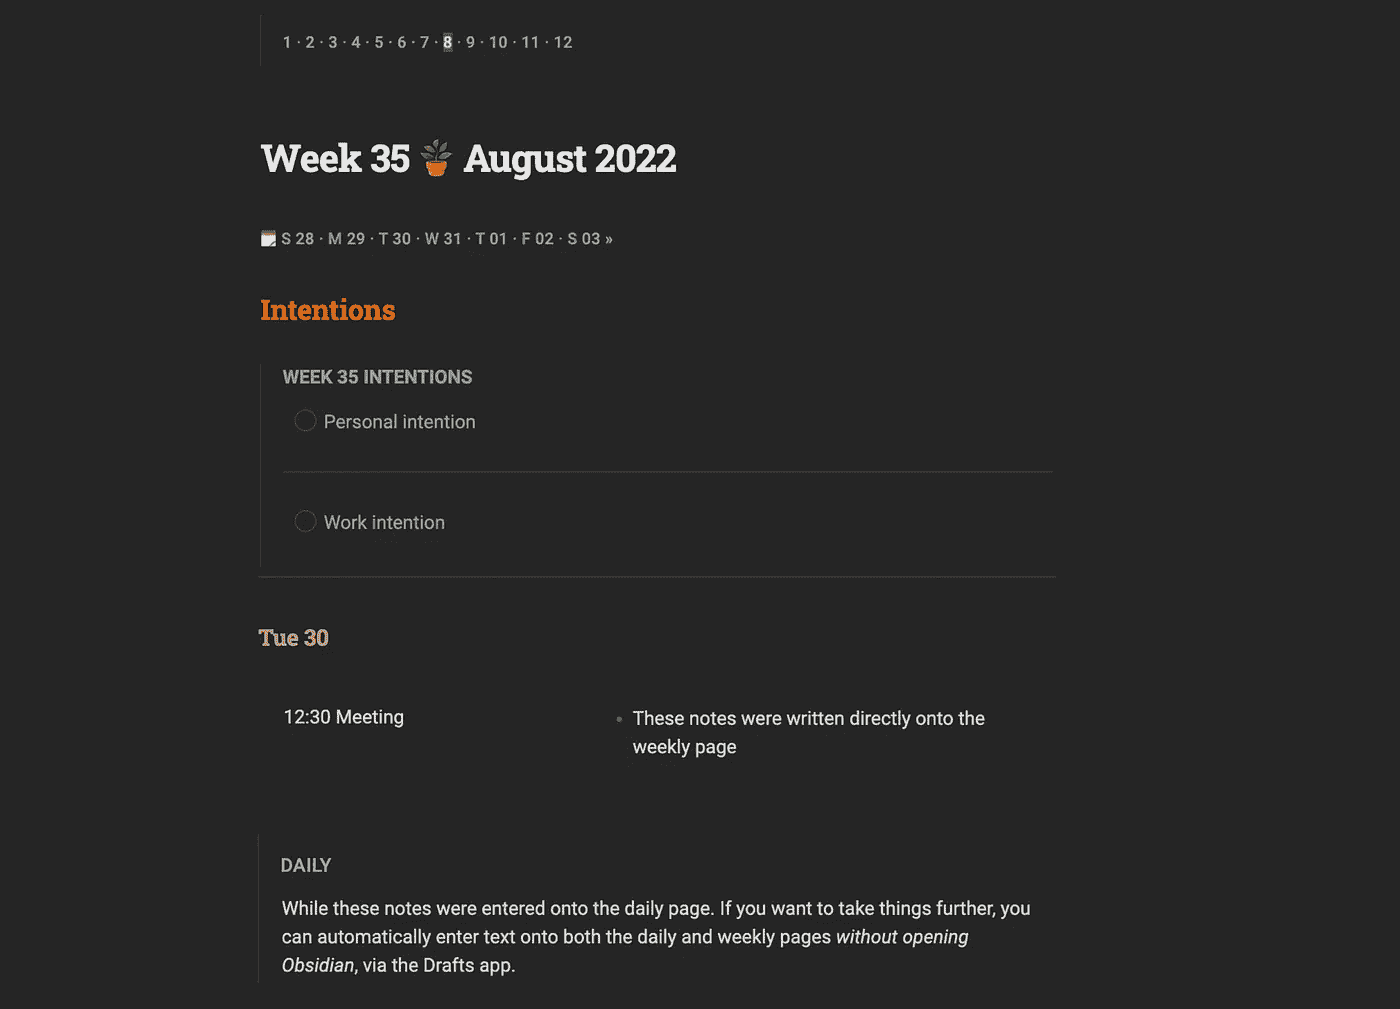 1 · 2 · 3 · 4 · 5 · 6 · 7 · 8 · 9 · 10 · 11 · 12
Week 35 🪴 August 2022
S 28 · M 29 · T 30 · W 31 · T 01 · F 02 · S 03 »
Intentions
WEEK 35 INTENTIONS
Personal intention
Work intention
Tue 30
12:30 Meeting
• These notes were written directly onto the
weekly page
DAILY
While these notes were entered onto the daily page. If you want to take things further, you
can automatically enter text onto both the daily and weekly pages without opening
Obsidian, via the Drafts app.